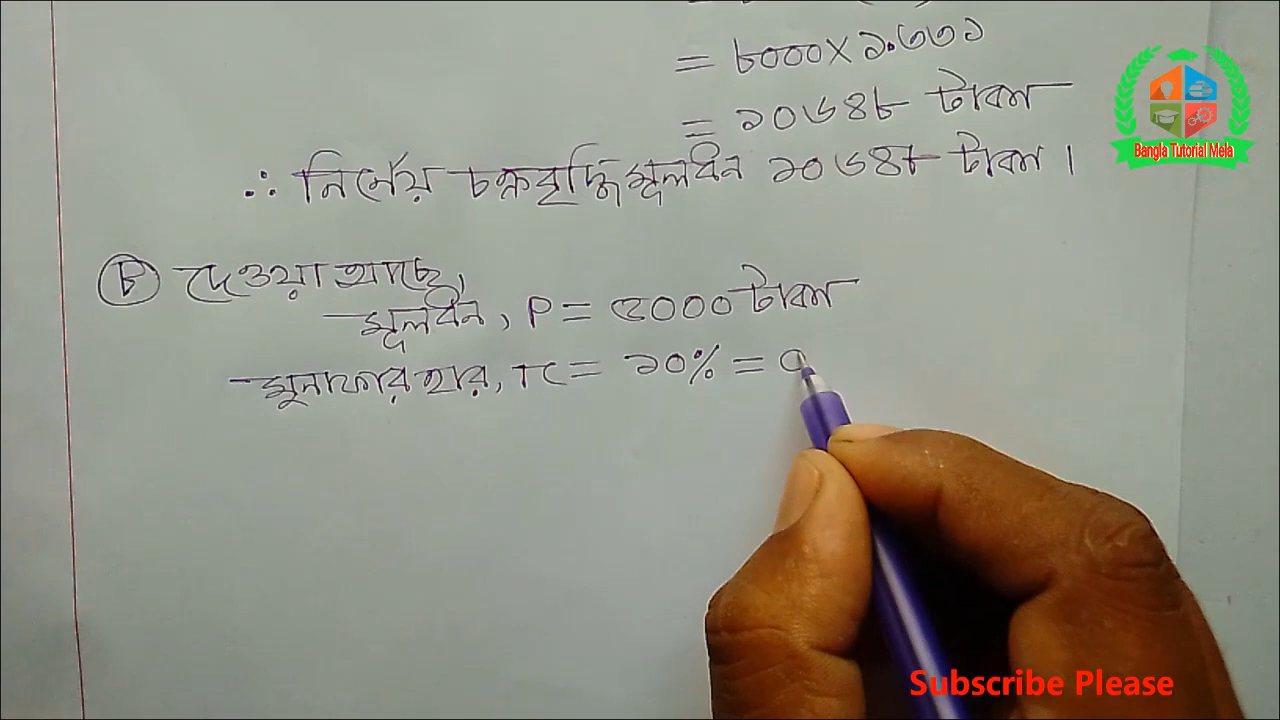 = ৮০০০×১.৩৩১
= ১০৬৪৮ টাকা
∴ নির্ণেয় চক্রবৃদ্ধি মূলধন ১০৬৪৮ টাকা ।
৮ দেওয়া আছে,
মূলধন, P = ৫০০০ টাকা
মুনাফার হার, r = ১০% = ০
Bangla Tutorial Mela
Subscribe Please